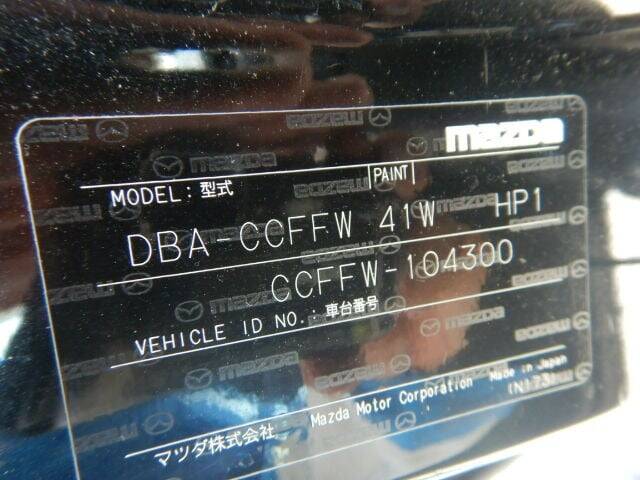 mazda
MODEL:型式 PAINT
DBA-CCFFW 41W HP1
CCFFW-104300
VEHICLE ID NO.:車台番号
マツダ株式会社 Mazda Motor Corporation Made in Japan
(N173)